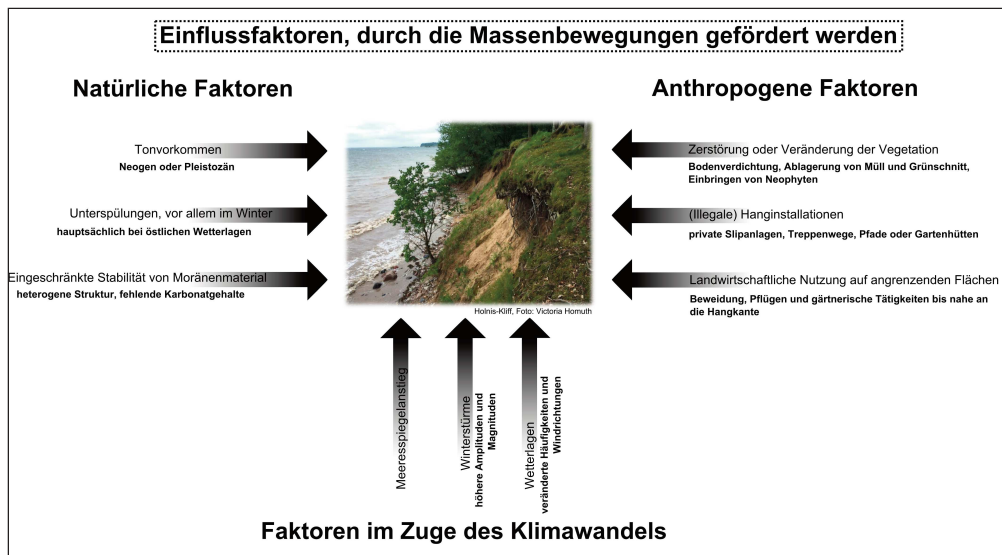 Einflussfaktoren, durch die Massenbewegungen gefördert werden
Natürliche Faktoren
Tonvorkommen
Neogen oder Pleistozän
Unterspülungen, vor allem im Winter
hauptsächlich bei östlichen Wetterlagen
Eingeschränkte Stabilität von Moränenmaterial
heterogene Struktur, fehlende Karbonatgehalte
Anthropogene Faktoren
Zerstörung oder Veränderung der Vegetation
Bodenverdichtung, Ablagerung von Müll und Grünschnitt,
Einbringen von Neophyten
(Illegale) Hanginstallationen
private Slipanlagen, Treppenwege, Pfade oder Gartenhütten
Landwirtschaftliche Nutzung auf angrenzenden Flächen
Beweidung, Pflügen und gärtnerische Tätigkeiten bis nahe an
die Hangkante
Holnis-Kliff, Foto: Victoria Homuth
Meeresspiegelanstieg
Winterstürme
höhere Amplituden und
Magnituden
Wetterlagen
veränderte Häufigkeiten und
Windrichtungen
Faktoren im Zuge des Klimawandels